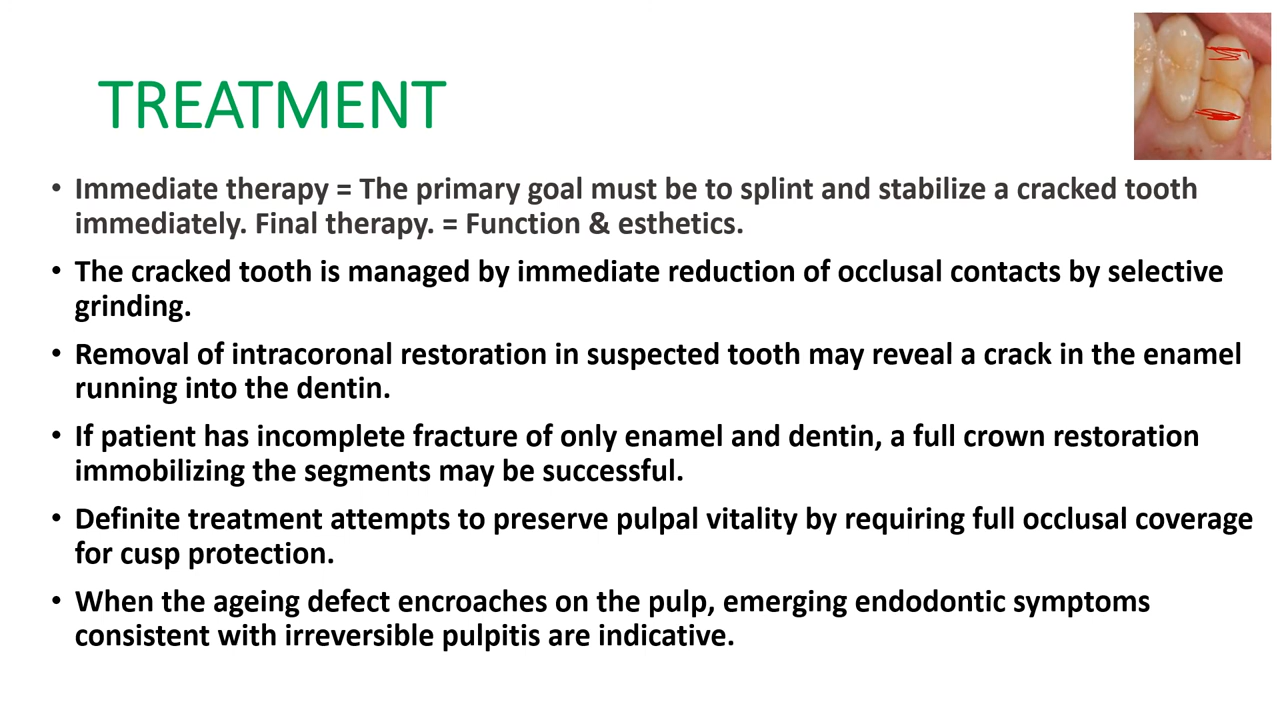 TREATMENT
• Immediate therapy = The primary goal must be to splint and stabilize a cracked tooth
immediately. Final therapy. = Function & esthetics.
• The cracked tooth is managed by immediate reduction of occlusal contacts by selective
grinding.
• Removal of intracoronal restoration in suspected tooth may reveal a crack in the enamel
running into the dentin.
• If patient has incomplete fracture of only enamel and dentin, a full crown restoration
immobilizing the segments may be successful.
• Definite treatment attempts to preserve pulpal vitality by requiring full occlusal coverage
for cusp protection.
• When the ageing defect encroaches on the pulp, emerging endodontic symptoms
consistent with irreversible pulpitis are indicative.